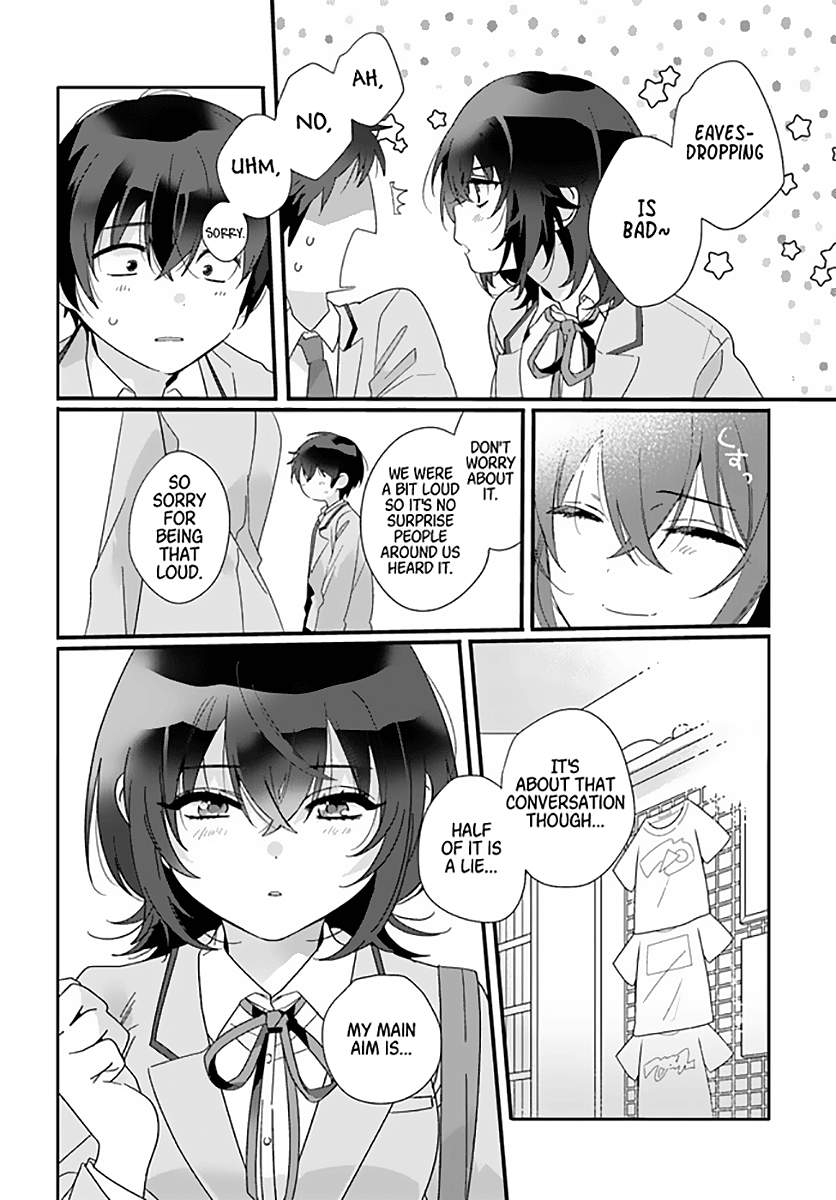 EAVES-
DROPPING
IS
BAD~
AH,
NO,
UHM,
SORRY.
くすっ
DON'T
WORRY
ABOUT
IT.
WE WERE
A BIT LOUD
SO IT'S NO
SURPRISE
PEOPLE
AROUND US
HEARD IT.
SO
SORRY
FOR
BEING
THAT
LOUD.
IT'S
ABOUT THAT
CONVERSATION
THOUGH...
HALF
OF IT IS
A LIE...
MY MAIN
AIM IS...